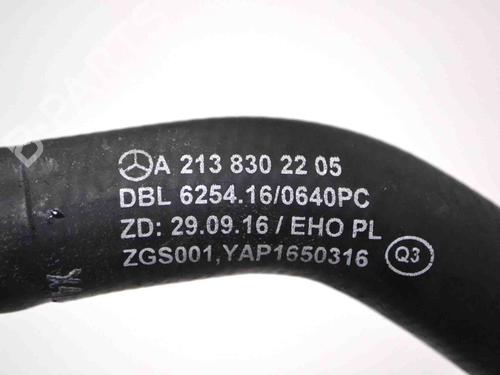 A 213 830 22 05
DBL 6254.16/0640PC
ZD: 29.09.16 / EHO PL
ZGS001,YAP1650316 Q3